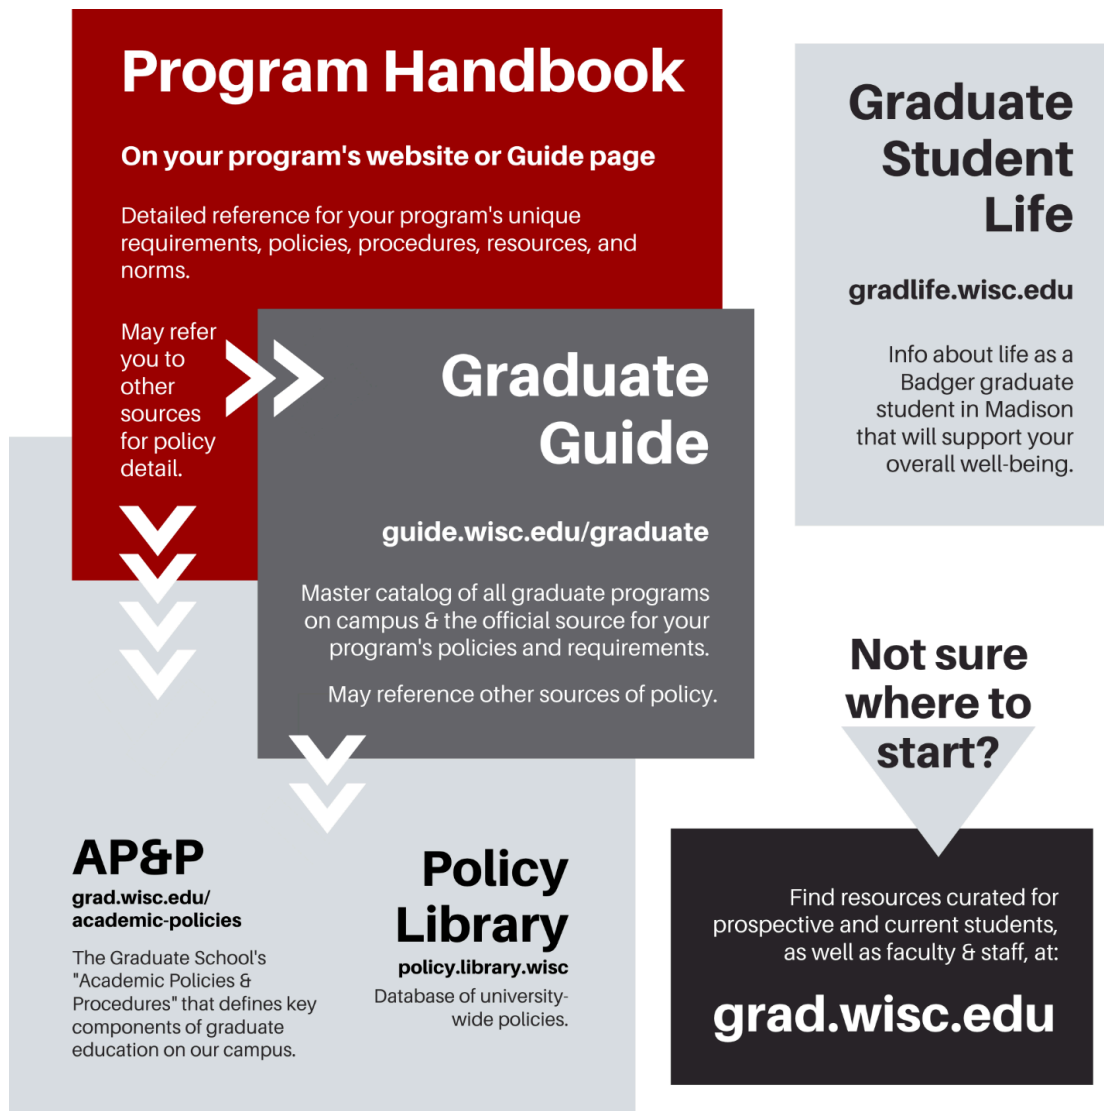 Program Handbook
On your program's website or Guide page
Detailed reference for your program's unique
requirements, policies, procedures, resources, and
norms.
May refer
you to
other
sources
for policy
detail.
Graduate
Guide
guide.wisc.edu/graduate
Master catalog of all graduate programs
on campus & the official source for your
program's policies and requirements.
May reference other sources of policy.
AP&P
grad.wisc.edu/
academic-policies
The Graduate School's
"Academic Policies &
Procedures" that defines key
components of graduate
education on our campus.
Policy
Library
policy.library.wisc
Database of university-
wide policies.
Graduate
Student
Life
gradlife.wisc.edu
Info about life as a
Badger graduate
student in Madison
that will support your
overall well-being.
Not sure
where to
start?
Find resources curated for
prospective and current students,
as well as faculty & staff, at:
grad.wisc.edu